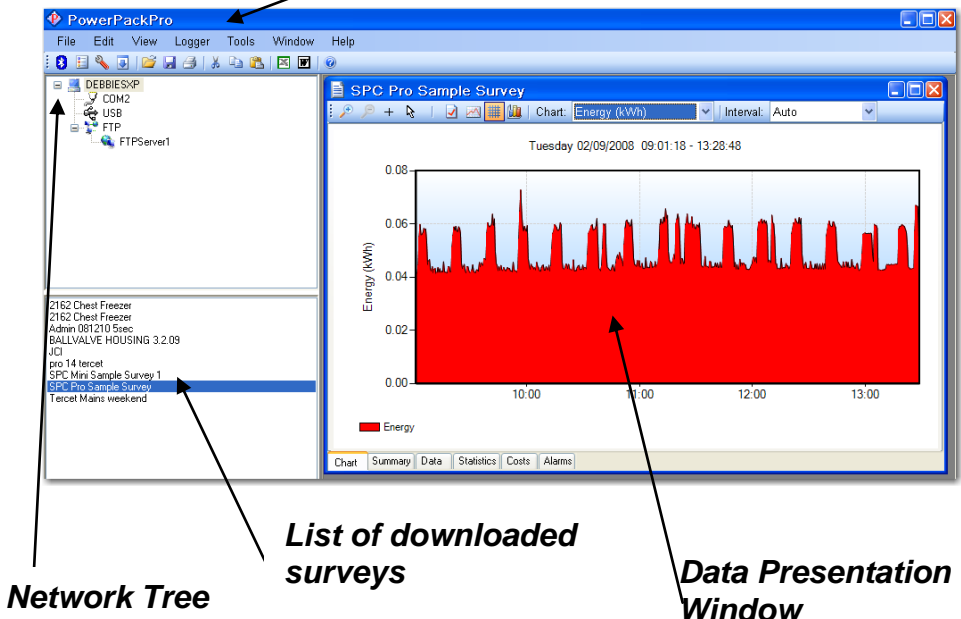 PowerPackPro
File Edit View Logger Tools Window Help
DEBBIESXP
COM2
USB
FTP
FTPServer1
2162 Chest Freezer
2162 Chest Freezer
Admin 081210 5sec
BALLVALVE HOUSING 3.2.09
JCI
pro 14 tercet
SPC Mini Sample Survey 1
SPC Pro Sample Survey
Tercet Mains weekend
SPC Pro Sample Survey
Chart: Energy (kWh) Interval: Auto
Tuesday 02/09/2008 09:01:18 - 13:28:48
Energy (kWh)
0.08
0.06
0.04
0.02
0.00
10:00 11:00 12:00 13:00
Energy
Chart Summary Data Statistics Costs Alarms
Network Tree
List of downloaded
surveys
Data Presentation
Window